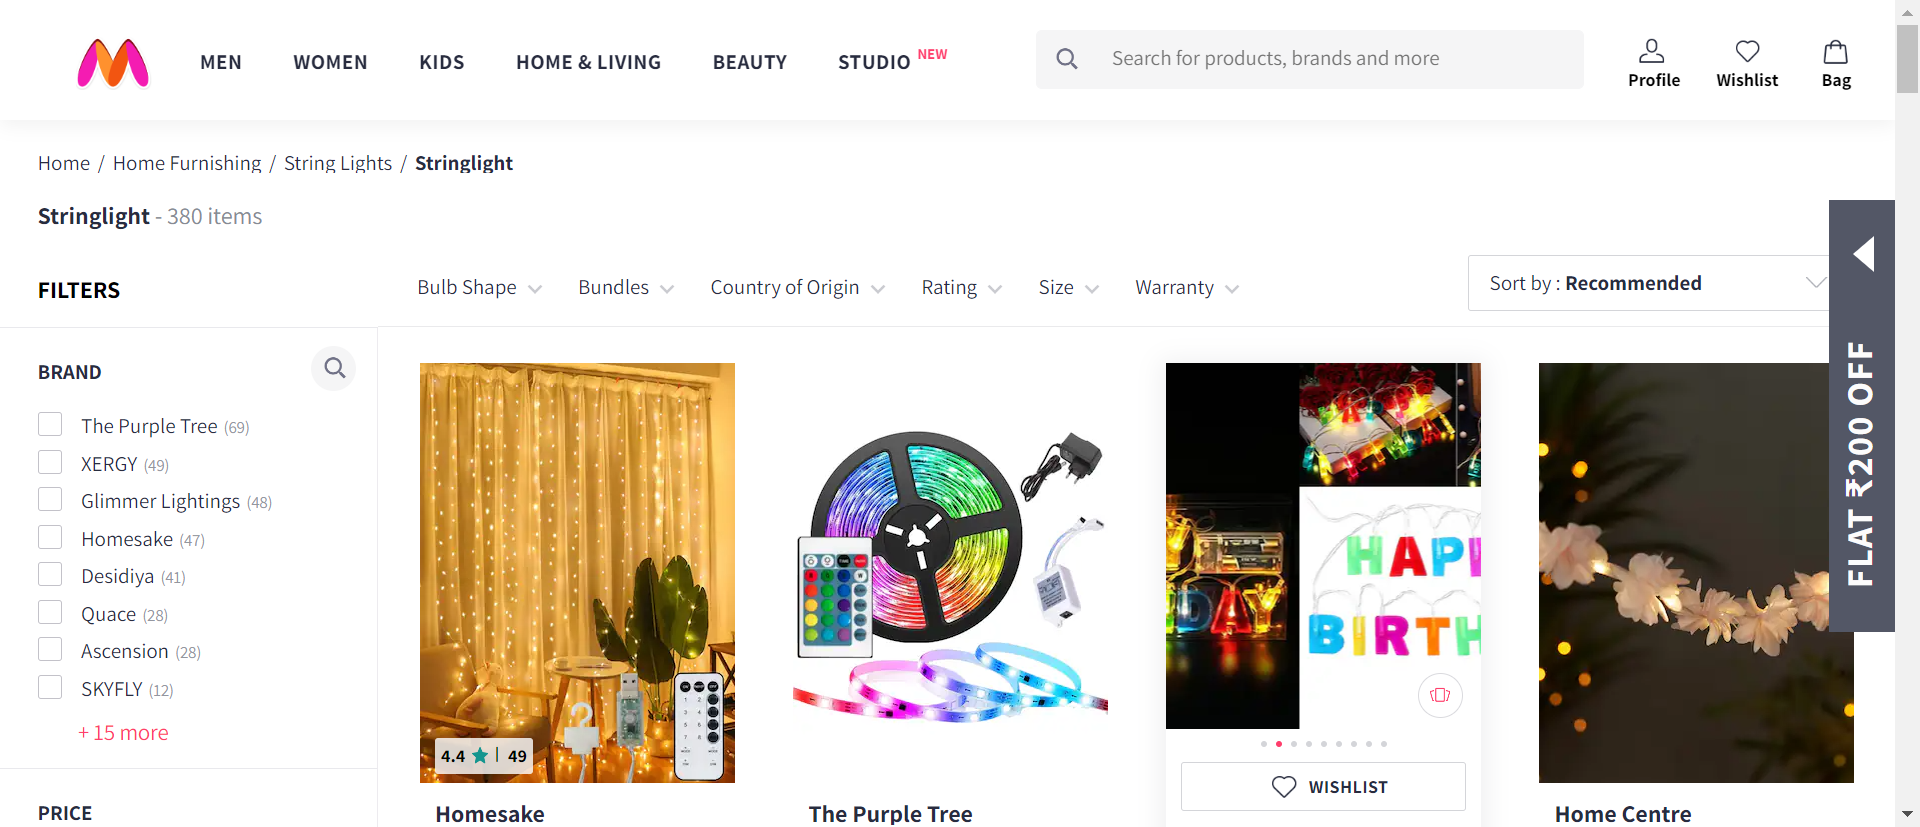 MEN WOMEN KIDS HOME & LIVING BEAUTY STUDIO NEW Search for products, brands and more Profile Wishlist Bag
Home / Home Furnishing / String Lights / Stringlight
Stringlight - 380 items
FILTERS
Bulb Shape Bundles Country of Origin Rating Size Warranty Sort by : Recommended
BRAND
The Purple Tree (69)
XERGY (49)
Glimmer Lightings (48)
Homesake (47)
Desidiya (41)
Quace (28)
Ascension (28)
SKYFLY (12)
+ 15 more
PRICE
4.4 | 49
Homesake
The Purple Tree
HAPP
BIRTH
DAY
WISHLIST
Home Centre
FLAT ₹200 OFF